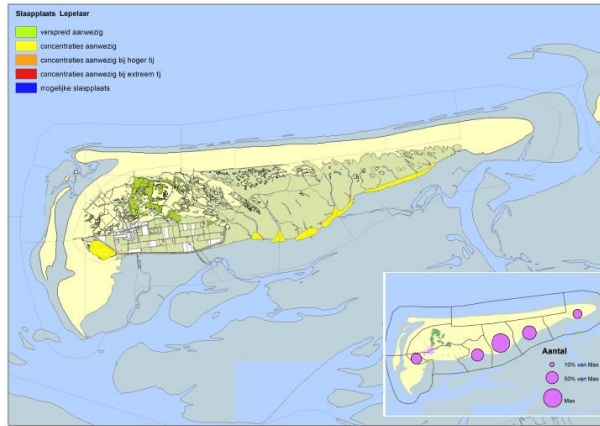 Slaapplaats Lepelaar
verspreid aanwezig
concentraties aanwezig
concentraties aanwezig bij hoger tij
concentraties aanwezig bij extreem tij
mogelijke slaapplaats
Aantal
10% van Max
50% van Max
Max